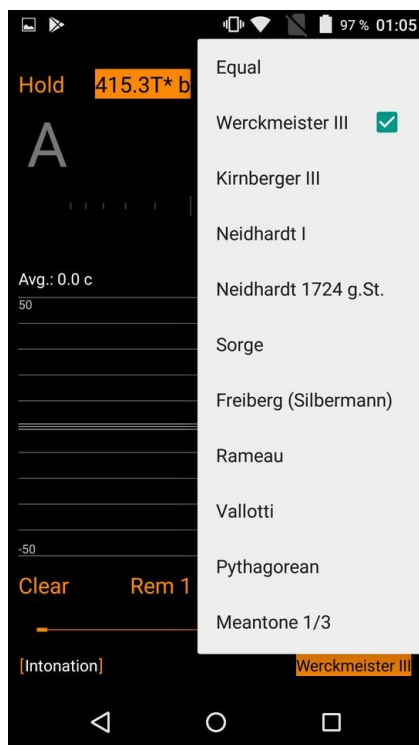 97 % 01:05
Hold 415.3T* b
A
Avg.: 0.0 c
50
-50
Clear Rem 1
[Intonation] Werckmeister III
Equal
Werckmeister III
Kirnberger III
Neidhardt I
Neidhardt 1724 g.St.
Sorge
Freiberg (Silbermann)
Rameau
Vallotti
Pythagorean
Meantone 1/3